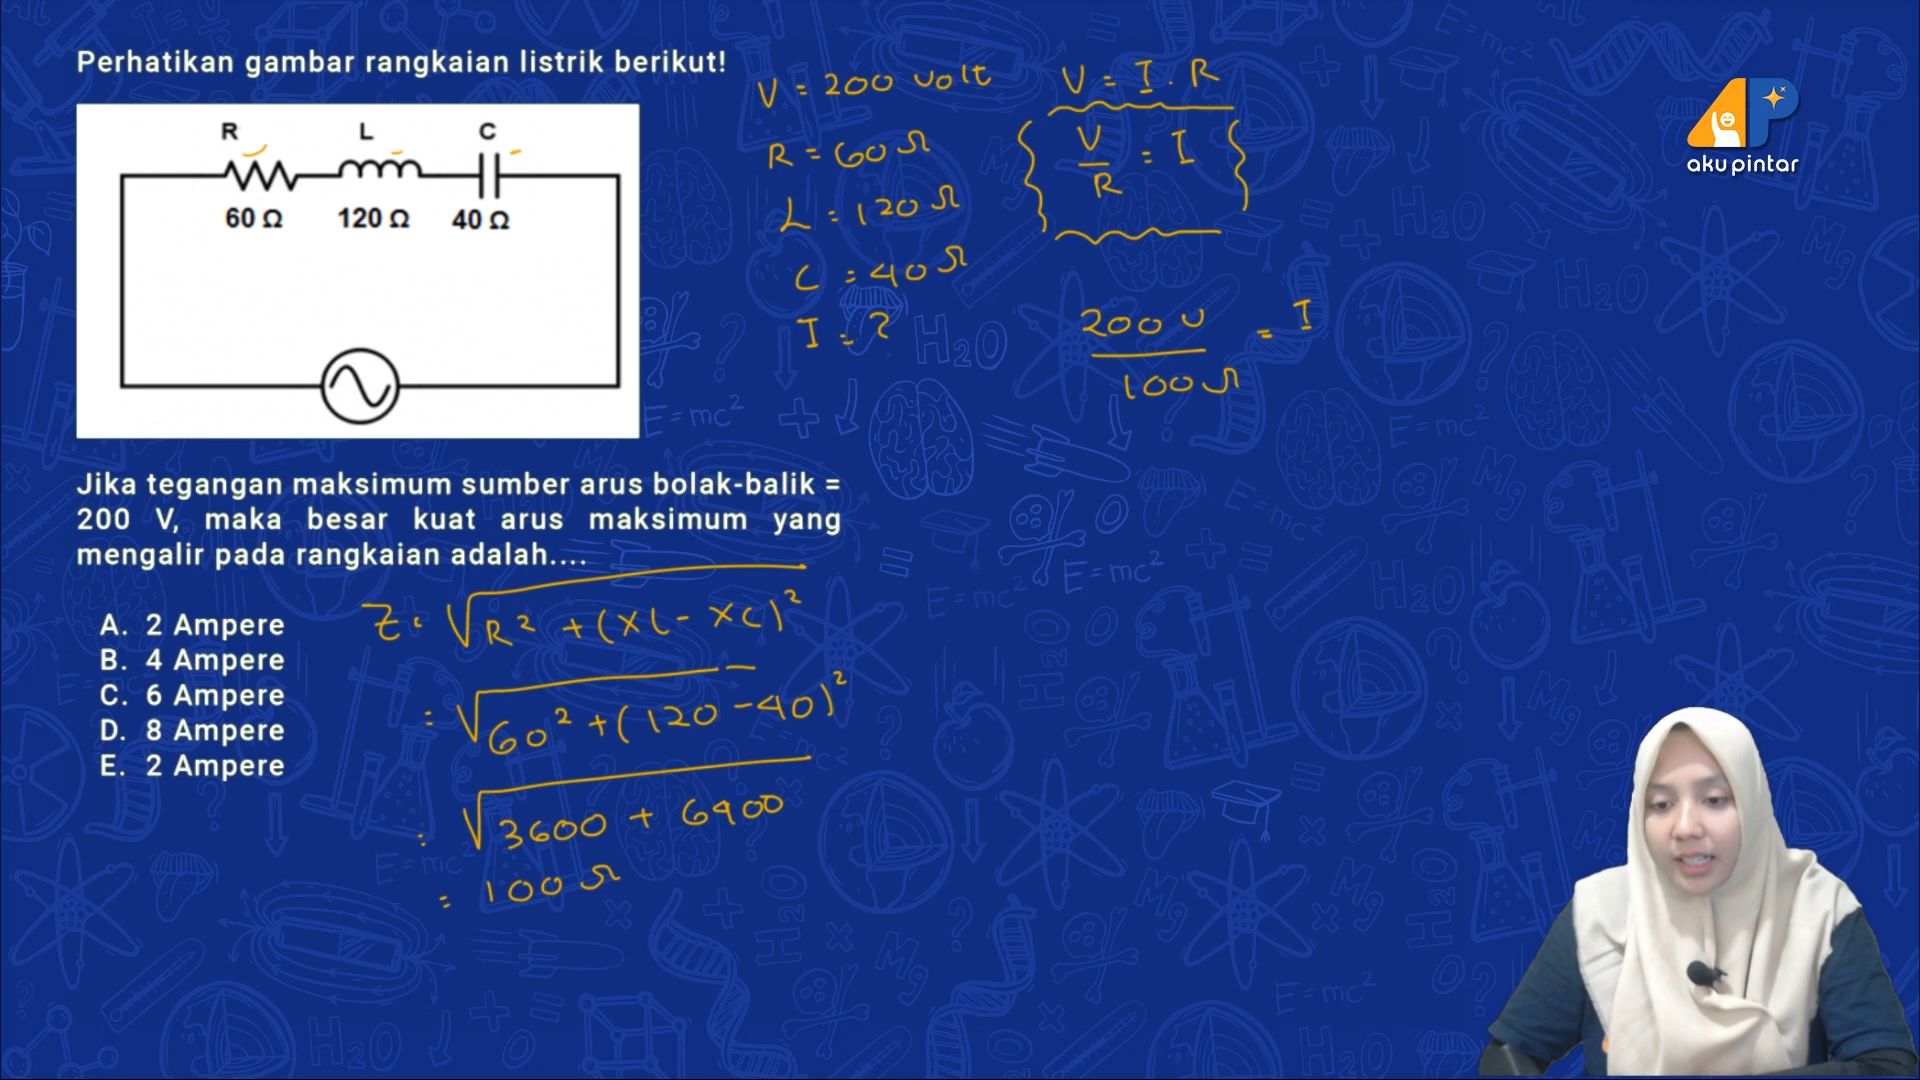 Perhatikan gambar rangkaian listrik berikut!
R L C
60 Ω 120 Ω 40 Ω
V = 200 volt
R = 60 Ω
L = 120 Ω
C = 40 Ω
I = ?
V = I . R
V/R = I
200 V / 100 Ω = I
aku pintar
Jika tegangan maksimum sumber arus bolak-balik =
200 V, maka besar kuat arus maksimum yang
mengalir pada rangkaian adalah....
A. 2 Ampere
B. 4 Ampere
C. 6 Ampere
D. 8 Ampere
E. 2 Ampere
Z = √R² + (XL - XC)²
= √60² + (120 - 40)²
= √3600 + 6400
= 100 Ω